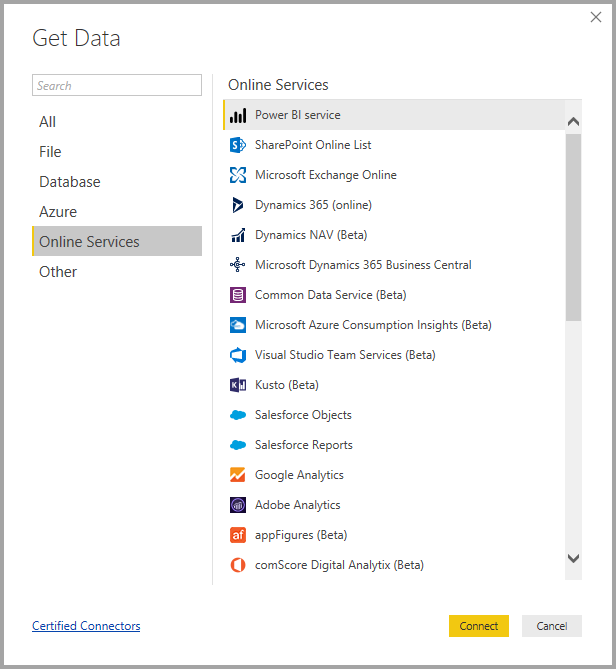 Get Data
Search
All
File
Database
Azure
Online Services
Other
Online Services
Power BI service
SharePoint Online List
Microsoft Exchange Online
Dynamics 365 (online)
Dynamics NAV (Beta)
Microsoft Dynamics 365 Business Central
Common Data Service (Beta)
Microsoft Azure Consumption Insights (Beta)
Visual Studio Team Services (Beta)
Kusto (Beta)
Salesforce Objects
Salesforce Reports
Google Analytics
Adobe Analytics
appFigures (Beta)
comScore Digital Analytix (Beta)
Certified Connectors
Connect
Cancel